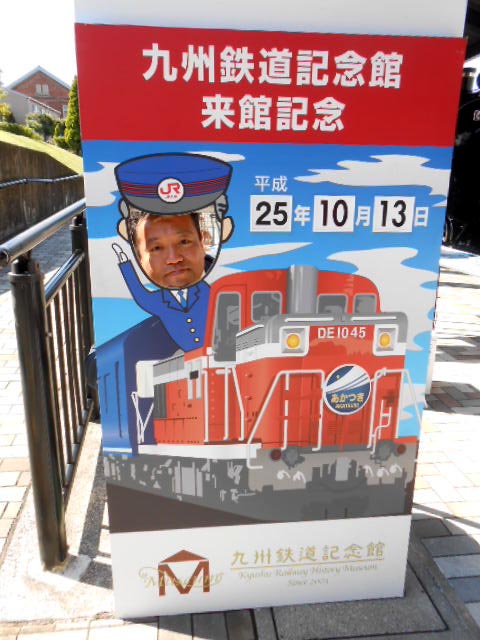 九州鉄道記念館
来館記念
JR
平成
25年10月13日
DE1045
あかつき
AKATSUKI
M
九州鉄道記念館
Kyushu Railway History Museum
Since 2003